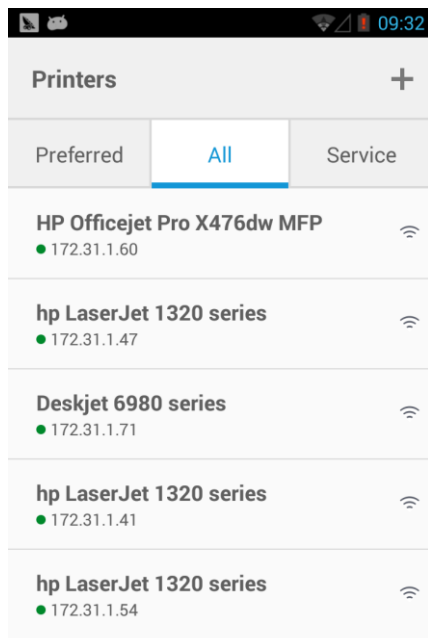 09:32
Printers
Preferred All Service
HP Officejet Pro X476dw MFP
172.31.1.60
hp LaserJet 1320 series
172.31.1.47
Deskjet 6980 series
172.31.1.71
hp LaserJet 1320 series
172.31.1.41
hp LaserJet 1320 series
172.31.1.54